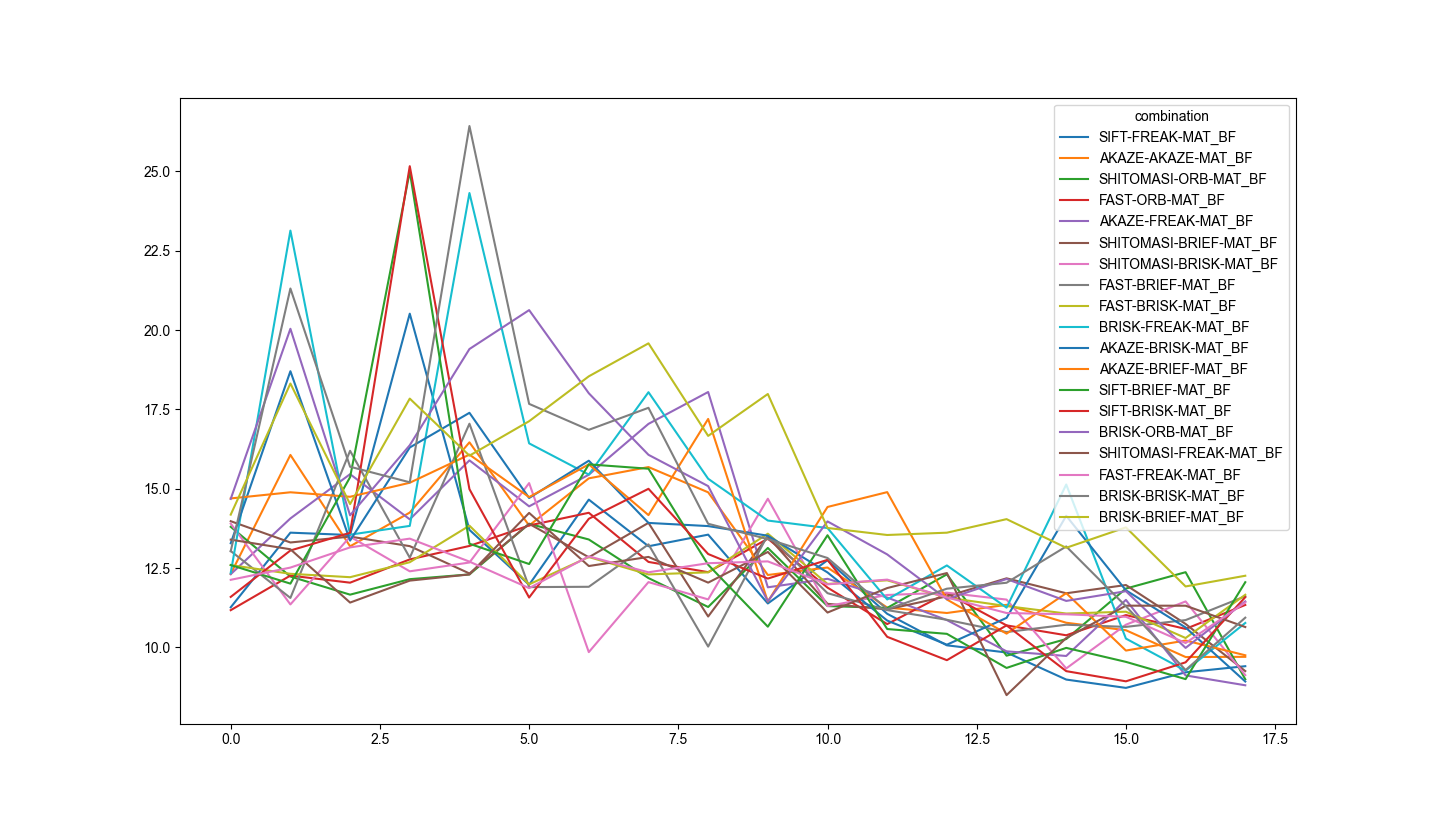 combination
SIFT-FREAK-MAT_BF
AKAZE-AKAZE-MAT_BF
SHITOMASI-ORB-MAT_BF
FAST-ORB-MAT_BF
AKAZE-FREAK-MAT_BF
SHITOMASI-BRIEF-MAT_BF
SHITOMASI-BRISK-MAT_BF
FAST-BRIEF-MAT_BF
FAST-BRISK-MAT_BF
BRISK-FREAK-MAT_BF
AKAZE-BRISK-MAT_BF
AKAZE-BRIEF-MAT_BF
SIFT-BRIEF-MAT_BF
SIFT-BRISK-MAT_BF
BRISK-ORB-MAT_BF
SHITOMASI-FREAK-MAT_BF
FAST-FREAK-MAT_BF
BRISK-BRISK-MAT_BF
BRISK-BRIEF-MAT_BF
25.0
22.5
20.0
17.5
15.0
12.5
10.0
0.0 2.5 5.0 7.5 10.0 12.5 15.0 17.5